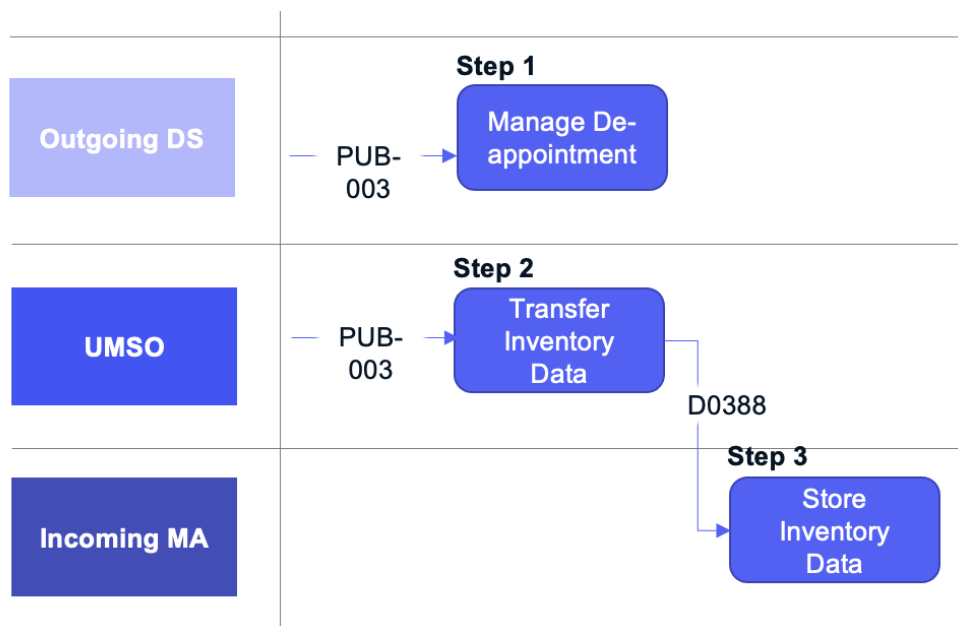 Step 1
Outgoing DS
PUB-
003
Manage De-
appointment
Step 2
UMSO
PUB-
003
Transfer
Inventory
Data
D0388
Step 3
Incoming MA
Store
Inventory
Data